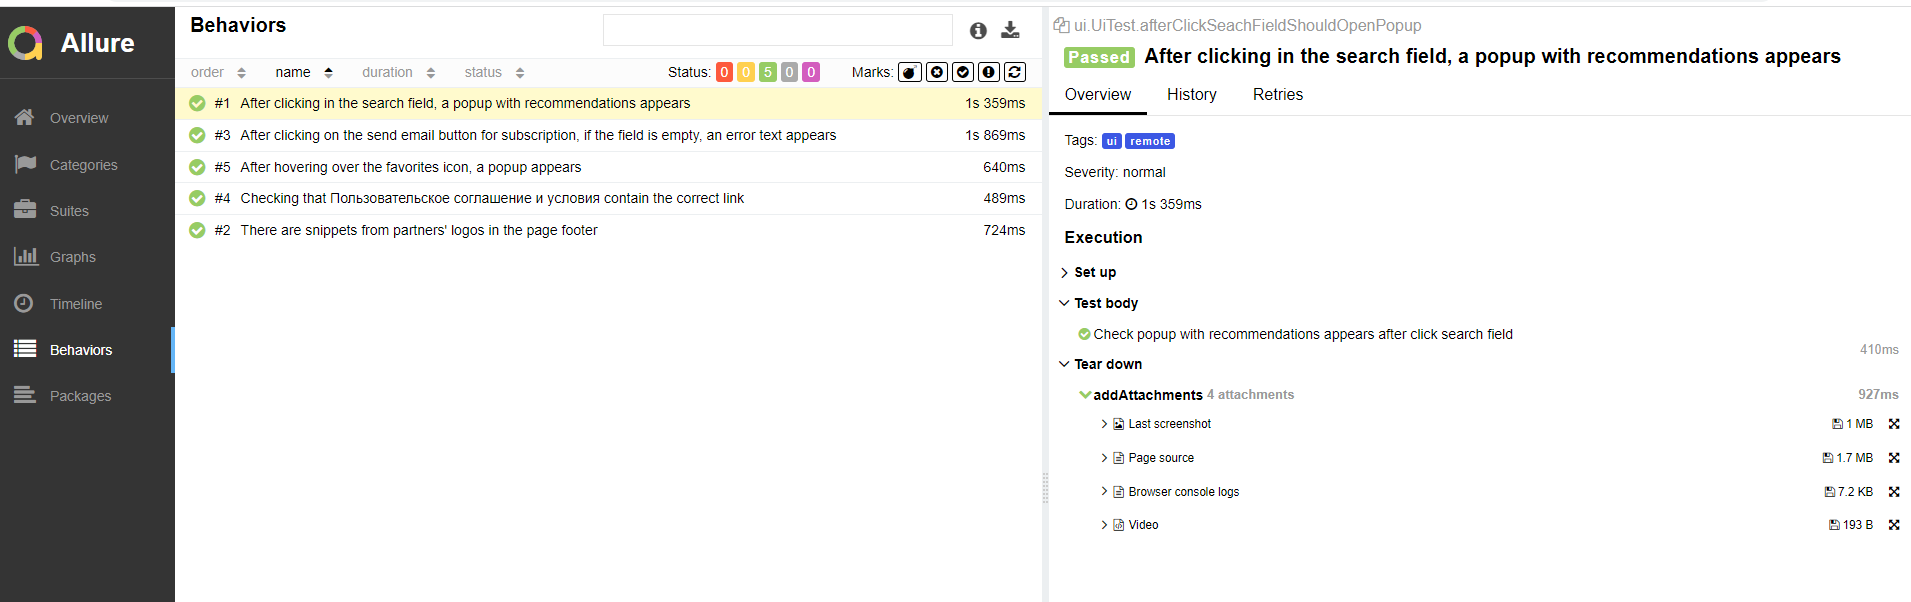 Allure
Overview
Categories
Suites
Graphs
Timeline
Behaviors
Packages
Behaviors
order name duration status Status: 0 0 5 0 0 Marks:
#1 After clicking in the search field, a popup with recommendations appears 1s 359ms
#3 After clicking on the send email button for subscription, if the field is empty, an error text appears 1s 869ms
#5 After hovering over the favorites icon, a popup appears 640ms
#4 Checking that Пользовательское соглашение и условия contain the correct link 489ms
#2 There are snippets from partners' logos in the page footer 724ms
ui.UiTest.afterClickSeachFieldShouldOpenPopup
Passed After clicking in the search field, a popup with recommendations appears
Overview History Retries
Tags: ui remote
Severity: normal
Duration: 1s 359ms
Execution
Set up
Test body
Check popup with recommendations appears after click search field
410ms
Tear down
addAttachments 4 attachments 927ms
Last screenshot 1 MB
Page source 1.7 MB
Browser console logs 7.2 KB
Video 193 B